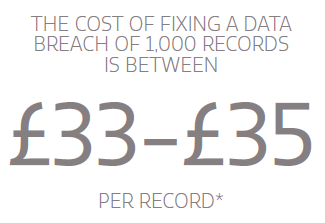 THE COST OF FIXING A DATA
BREACH OF 1,000 RECORDS
IS BETWEEN
£33–£35
PER RECORD*